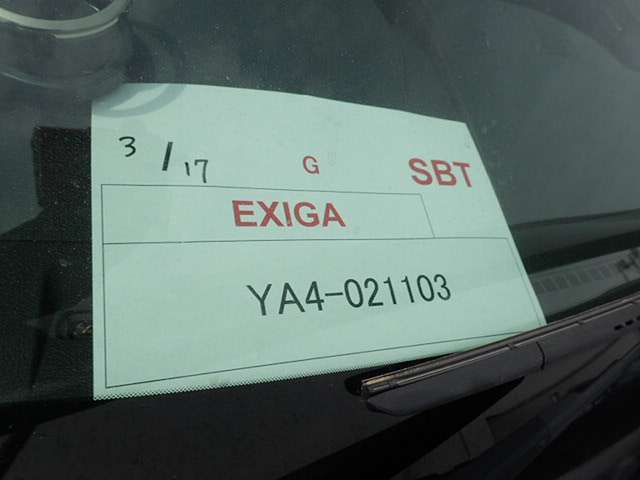 3/17 G SBT
EXIGA
YA4-021103